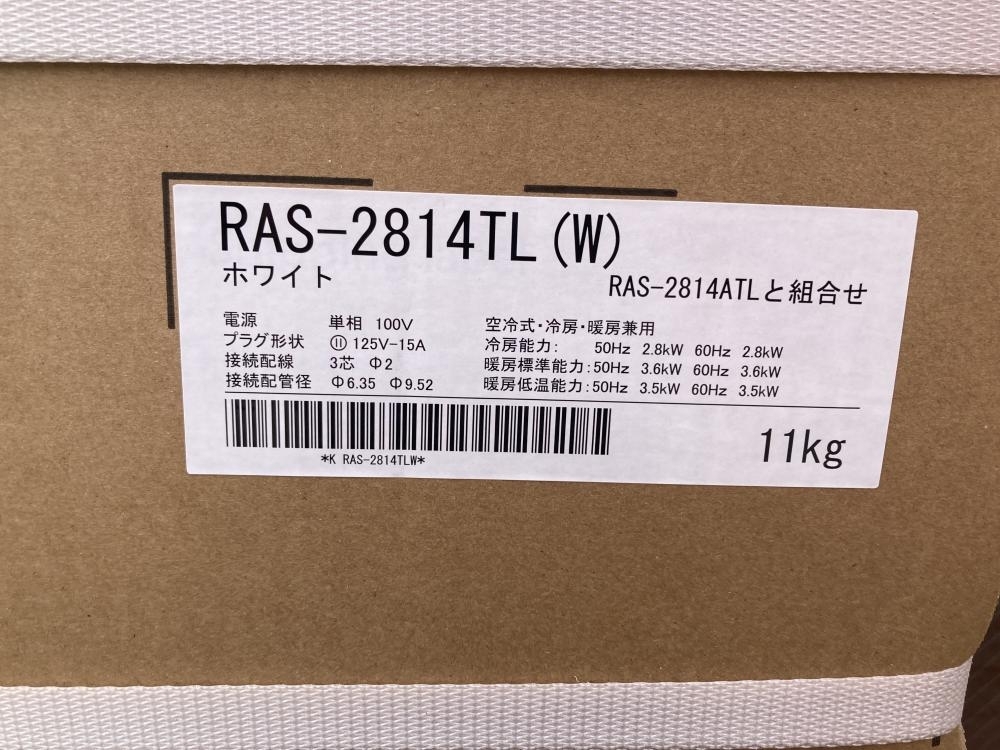 RAS-2814TL(W)
ホワイト
RAS-2814ATLと組合せ
電源 単相 100V
プラグ形状 125V-15A
接続配線 3芯 Φ2
接続配管径 Φ6.35 Φ9.52
空冷式・冷房・暖房兼用
冷房能力: 50Hz 2.8kW 60Hz 2.8kW
暖房標準能力:50Hz 3.6kW 60Hz 3.6kW
暖房低温能力:50Hz 3.5kW 60Hz 3.5kW
*K RAS-2814TLW*
11kg